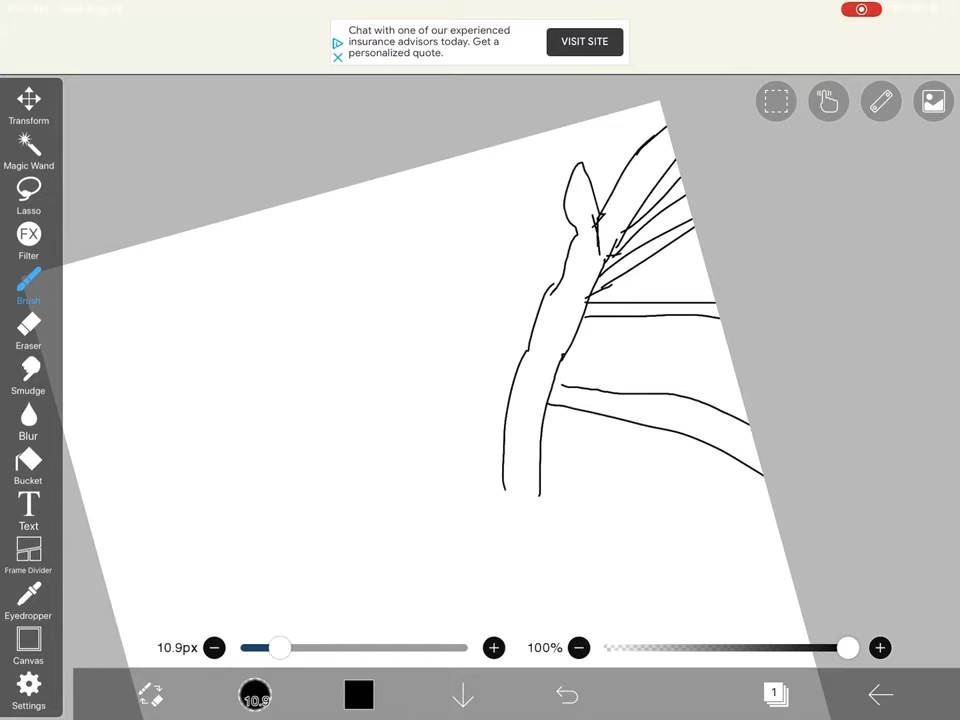 Chat with one of our experienced
insurance advisors today. Get a
personalized quote.
VISIT SITE
Transform
Magic Wand
Lasso
FX
Filter
Brush
Eraser
Smudge
Blur
Bucket
T
Text
Frame Divider
Eyedropper
Canvas
Settings
10.9px
100%
10.9
1